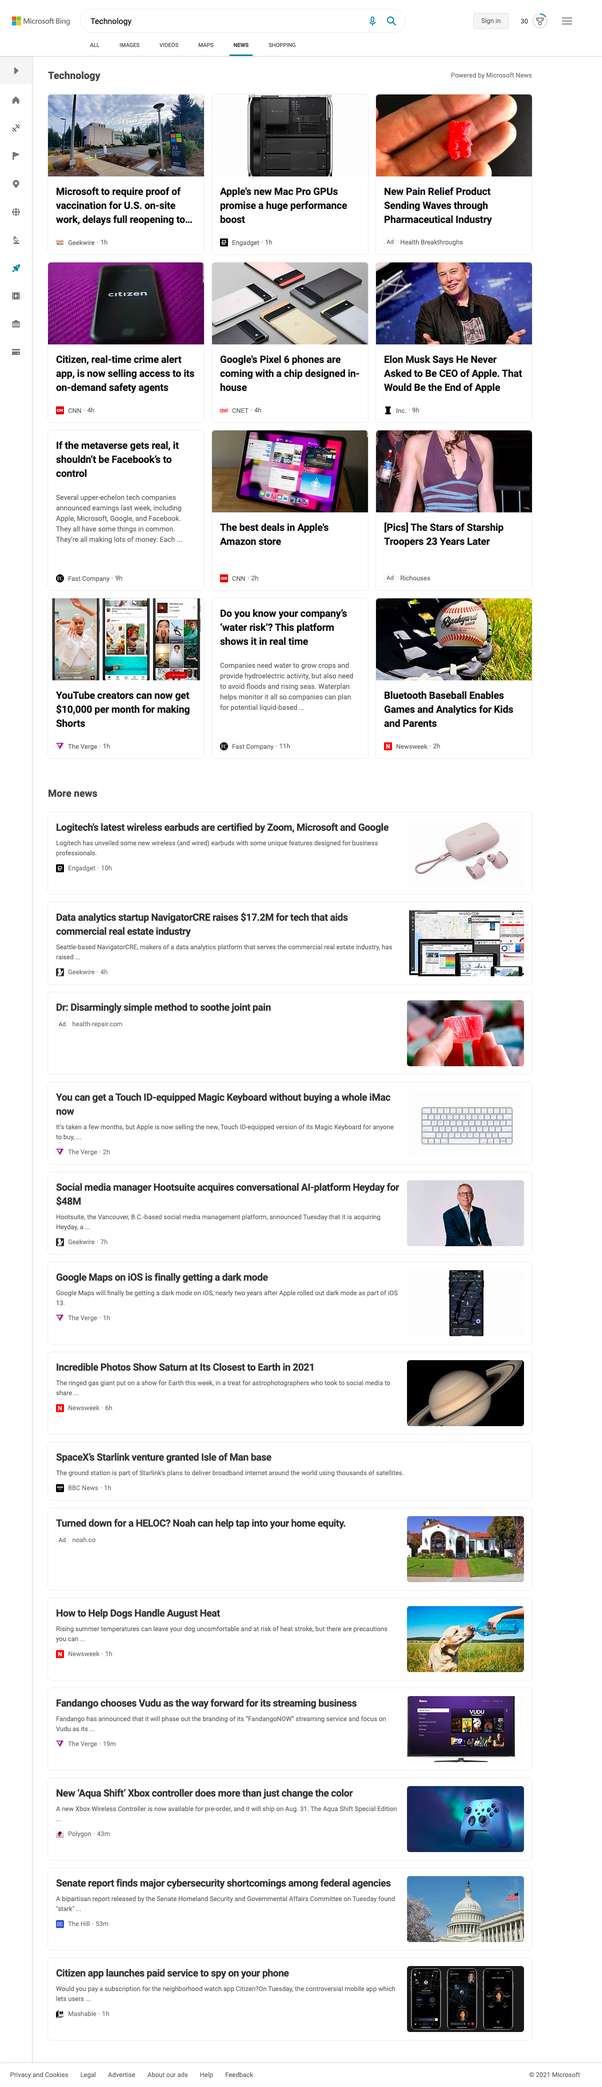 Microsoft Bing
Technology
Sign in
30
ALL
IMAGES
VIDEOS
MAPS
NEWS
SHOPPING
Technology
Powered by Microsoft News
Microsoft to require proof of
vaccination for U.S. on-site
work, delays full reopening to...
Geekwire · 1h
Apple's new Mac Pro GPUs
promise a huge performance
boost
Engadget · 1h
New Pain Relief Product
Sending Waves through
Pharmaceutical Industry
Ad Health Breakthroughs
citizen
Citizen, real-time crime alert
app, is now selling access to its
on-demand safety agents
CNN · 4h
Google's Pixel 6 phones are
coming with a chip designed in-
house
CNET · 4h
Elon Musk Says He Never
Asked to Be CEO of Apple. That
Would Be the End of Apple
Inc. · 9h
If the metaverse gets real, it
shouldn't be Facebook's to
control
Several upper-echelon tech companies
announced earnings last week, including
Apple, Microsoft, Google, and Facebook.
They all have some things in common.
They're all making lots of money: Each ...
Fast Company · 9h
The best deals in Apple's
Amazon store
CNN · 2h
[Pics] The Stars of Starship
Troopers 23 Years Later
Ad Richouses
YouTube creators can now get
$10,000 per month for making
Shorts
The Verge · 1h
Do you know your company's
'water risk'? This platform
shows it in real time
Companies need water to grow crops and
provide hydroelectric activity, but also need
to avoid floods and rising seas. Waterplan
helps monitor it all so companies can plan
for potential liquid-based ...
Fast Company · 11h
Backyard
Bluetooth Baseball Enables
Games and Analytics for Kids
and Parents
Newsweek · 2h
More news
Logitech's latest wireless earbuds are certified by Zoom, Microsoft and Google
Logitech has unveiled some new wireless (and wired) earbuds with some unique features designed for business
professionals.
Engadget · 10h
Data analytics startup NavigatorCRE raises $17.2M for tech that aids
commercial real estate industry
Seattle-based NavigatorCRE, makers of a data analytics platform that serves the commercial real estate industry, has
raised ...
Geekwire · 4h
Dr: Disarmingly simple method to soothe joint pain
Ad health-repair.com
You can get a Touch ID-equipped Magic Keyboard without buying a whole iMac
now
It's taken a few months, but Apple is now selling the new, Touch ID-equipped version of its Magic Keyboard for anyone
to buy, ...
The Verge · 2h
Social media manager Hootsuite acquires conversational AI-platform Heyday for
$48M
Hootsuite, the Vancouver, B.C.-based social media management platform, announced Tuesday that it is acquiring
Heyday, a ...
Geekwire · 7h
Google Maps on iOS is finally getting a dark mode
Google Maps will finally be getting a dark mode on iOS, nearly two years after Apple rolled out dark mode as part of iOS
13.
The Verge · 1h
Incredible Photos Show Saturn at Its Closest to Earth in 2021
The ringed gas giant put on a show for Earth this week, in a treat for astrophotographers who took to social media to
share ...
Newsweek · 6h
SpaceX's Starlink venture granted Isle of Man base
The ground station is part of Starlink's plans to deliver broadband internet around the world using thousands of satellites.
BBC News · 1h
Turned down for a HELOC? Noah can help tap into your home equity.
Ad noah.co
How to Help Dogs Handle August Heat
Rising summer temperatures can leave your dog uncomfortable and at risk of heat stroke, but there are precautions
you can ...
Newsweek · 1h
Fandango chooses Vudu as the way forward for its streaming business
Fandango has announced that it will phase out the branding of its "FandangoNOW" streaming service and focus on
Vudu as its ...
The Verge · 19m
VUDU
New 'Aqua Shift' Xbox controller does more than just change the color
A new Xbox Wireless Controller is now available for pre-order, and it will ship on Aug. 31. The Aqua Shift Special Edition
...
Polygon · 43m
Senate report finds major cybersecurity shortcomings among federal agencies
A bipartisan report released by the Senate Homeland Security and Governmental Affairs Committee on Tuesday found
"stark" ...
The Hill · 53m
Citizen app launches paid service to spy on your phone
Would you pay a subscription for the neighborhood watch app Citizen?On Tuesday, the controversial mobile app which
lets users ...
Mashable · 1h
Privacy and Cookies
Legal
Advertise
About our ads
Help
Feedback
© 2021 Microsoft